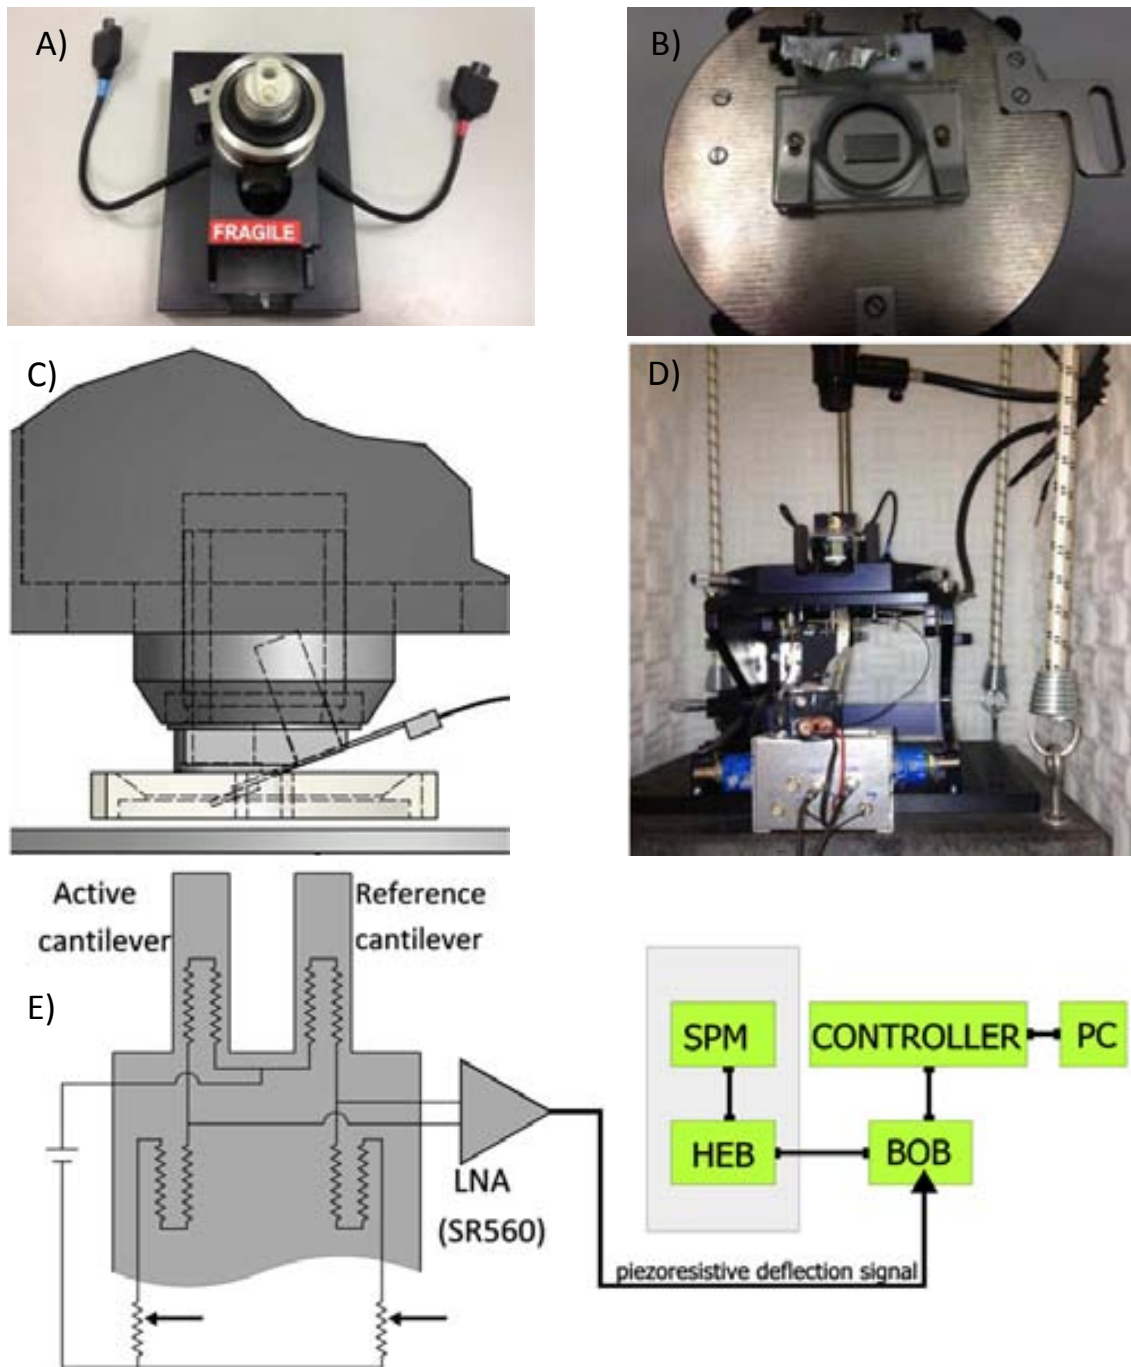 A)
FRAGILE
B)
C)
D)
Active
cantilever
Reference
cantilever
E)
LNA
(SR560)
SPM
CONTROLLER
PC
HEB
BOB
piezoresistive deflection signal